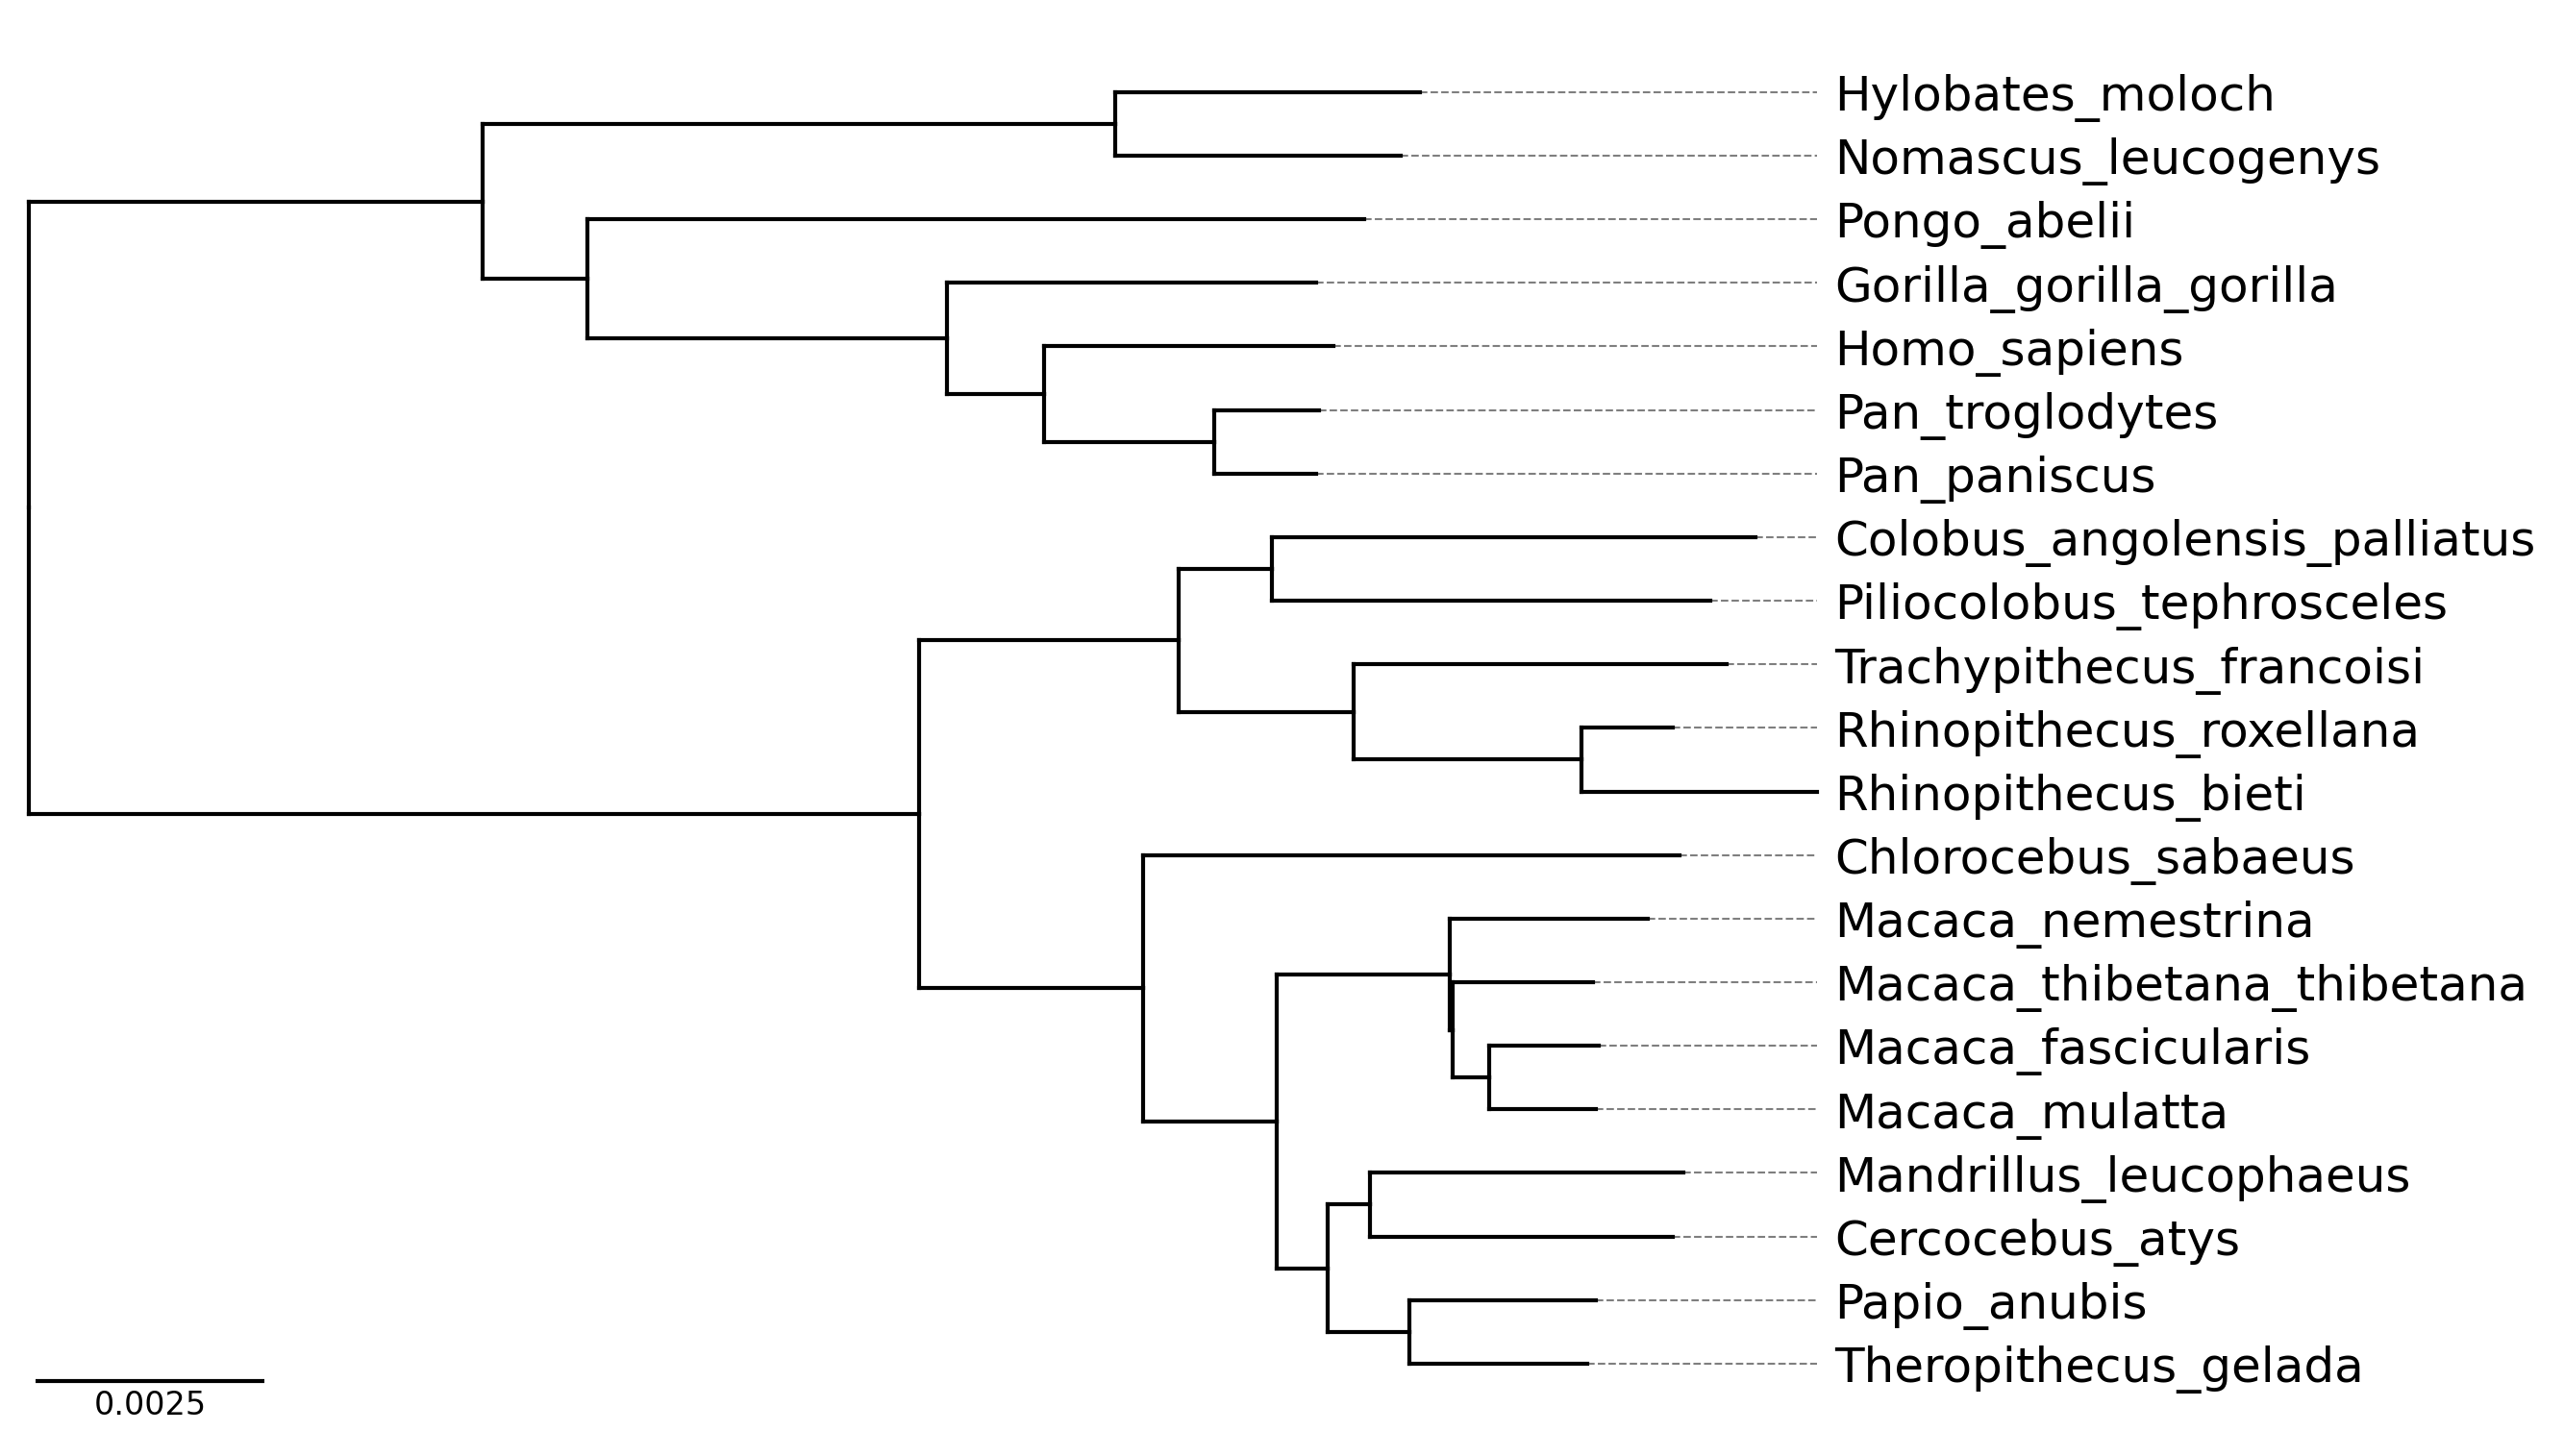 Hylobates_moloch
Nomascus_leucogenys
Pongo_abelii
Gorilla_gorilla_gorilla
Homo_sapiens
Pan_troglodytes
Pan_paniscus
Colobus_angolensis_palliatus
Piliocolobus_tephrosceles
Trachypithecus_francoisi
Rhinopithecus_roxellana
Rhinopithecus_bieti
Chlorocebus_sabaeus
Macaca_nemestrina
Macaca_thibetana_thibetana
Macaca_fascicularis
Macaca_mulatta
Mandrillus_leucophaeus
Cercocebus_atys
Papio_anubis
Theropithecus_gelada
0.0025